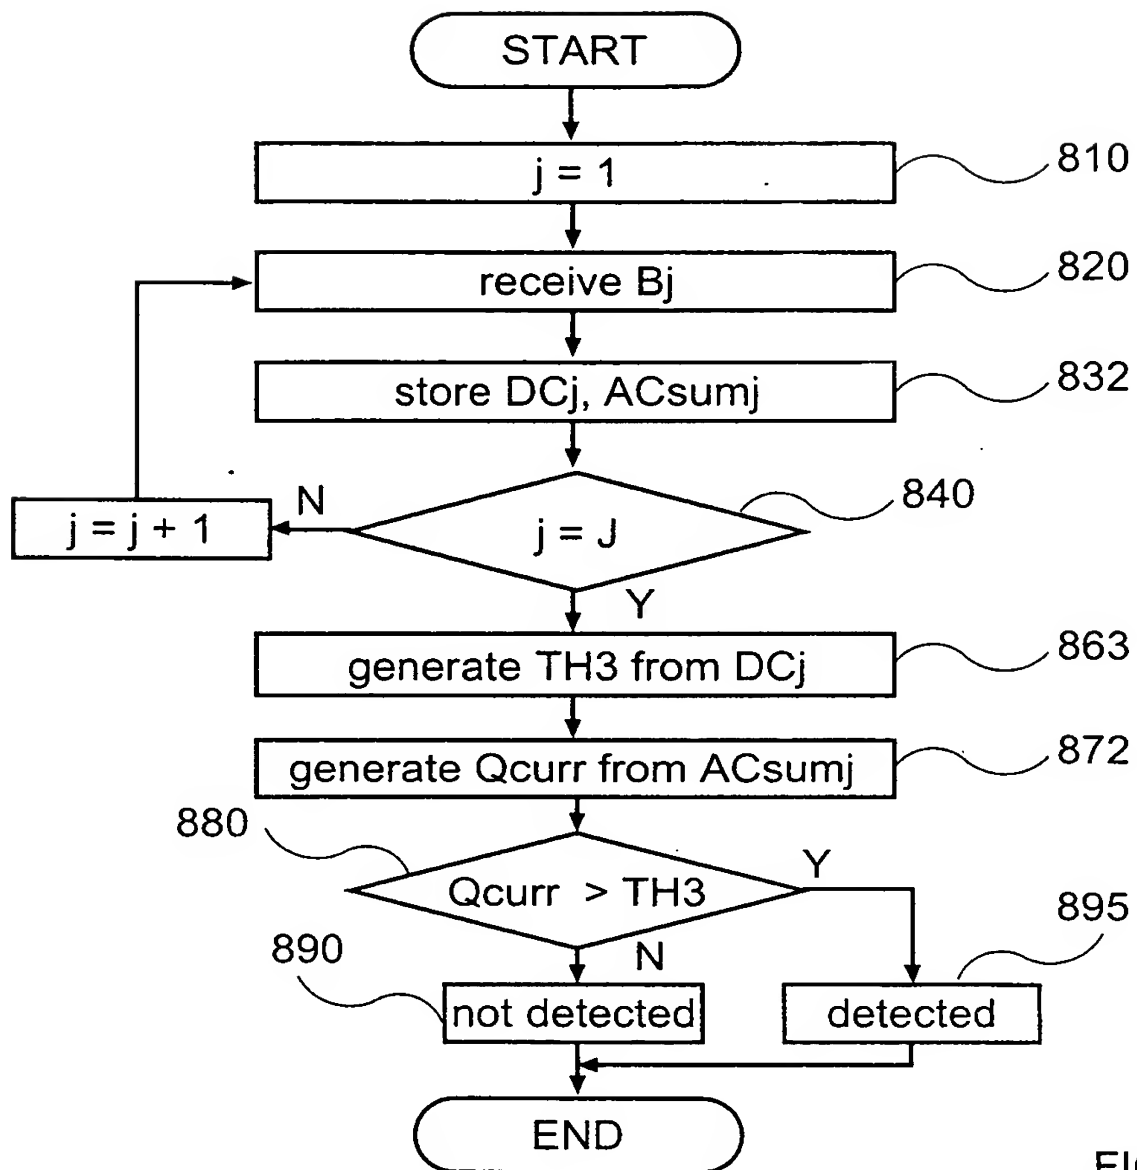 START
j = 1
810
receive Bj
820
store DCj, ACsumj
832
j = J
840
N
j = j + 1
Y
generate TH3 from DCj
863
generate Qcurr from ACsumj
872
880
Qcurr > TH3
Y
N
890
not detected
895
detected
END